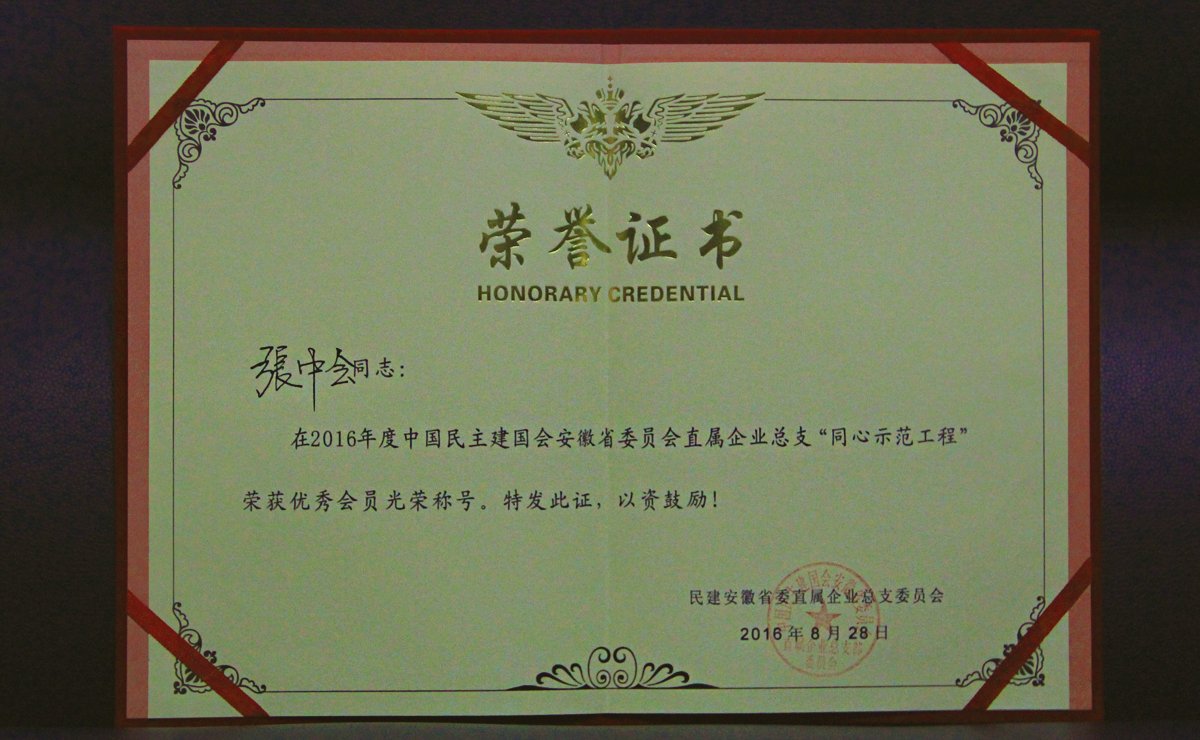 荣誉证书
HONORARY CREDENTIAL
張中会同志：
在2016年度中国民主建国会安徽省委员会直属企业总支“同心示范工程”
荣获优秀会员光荣称号。特发此证，以资鼓励！
民建安徽省委直属企业总支委员会
2016年8月28日